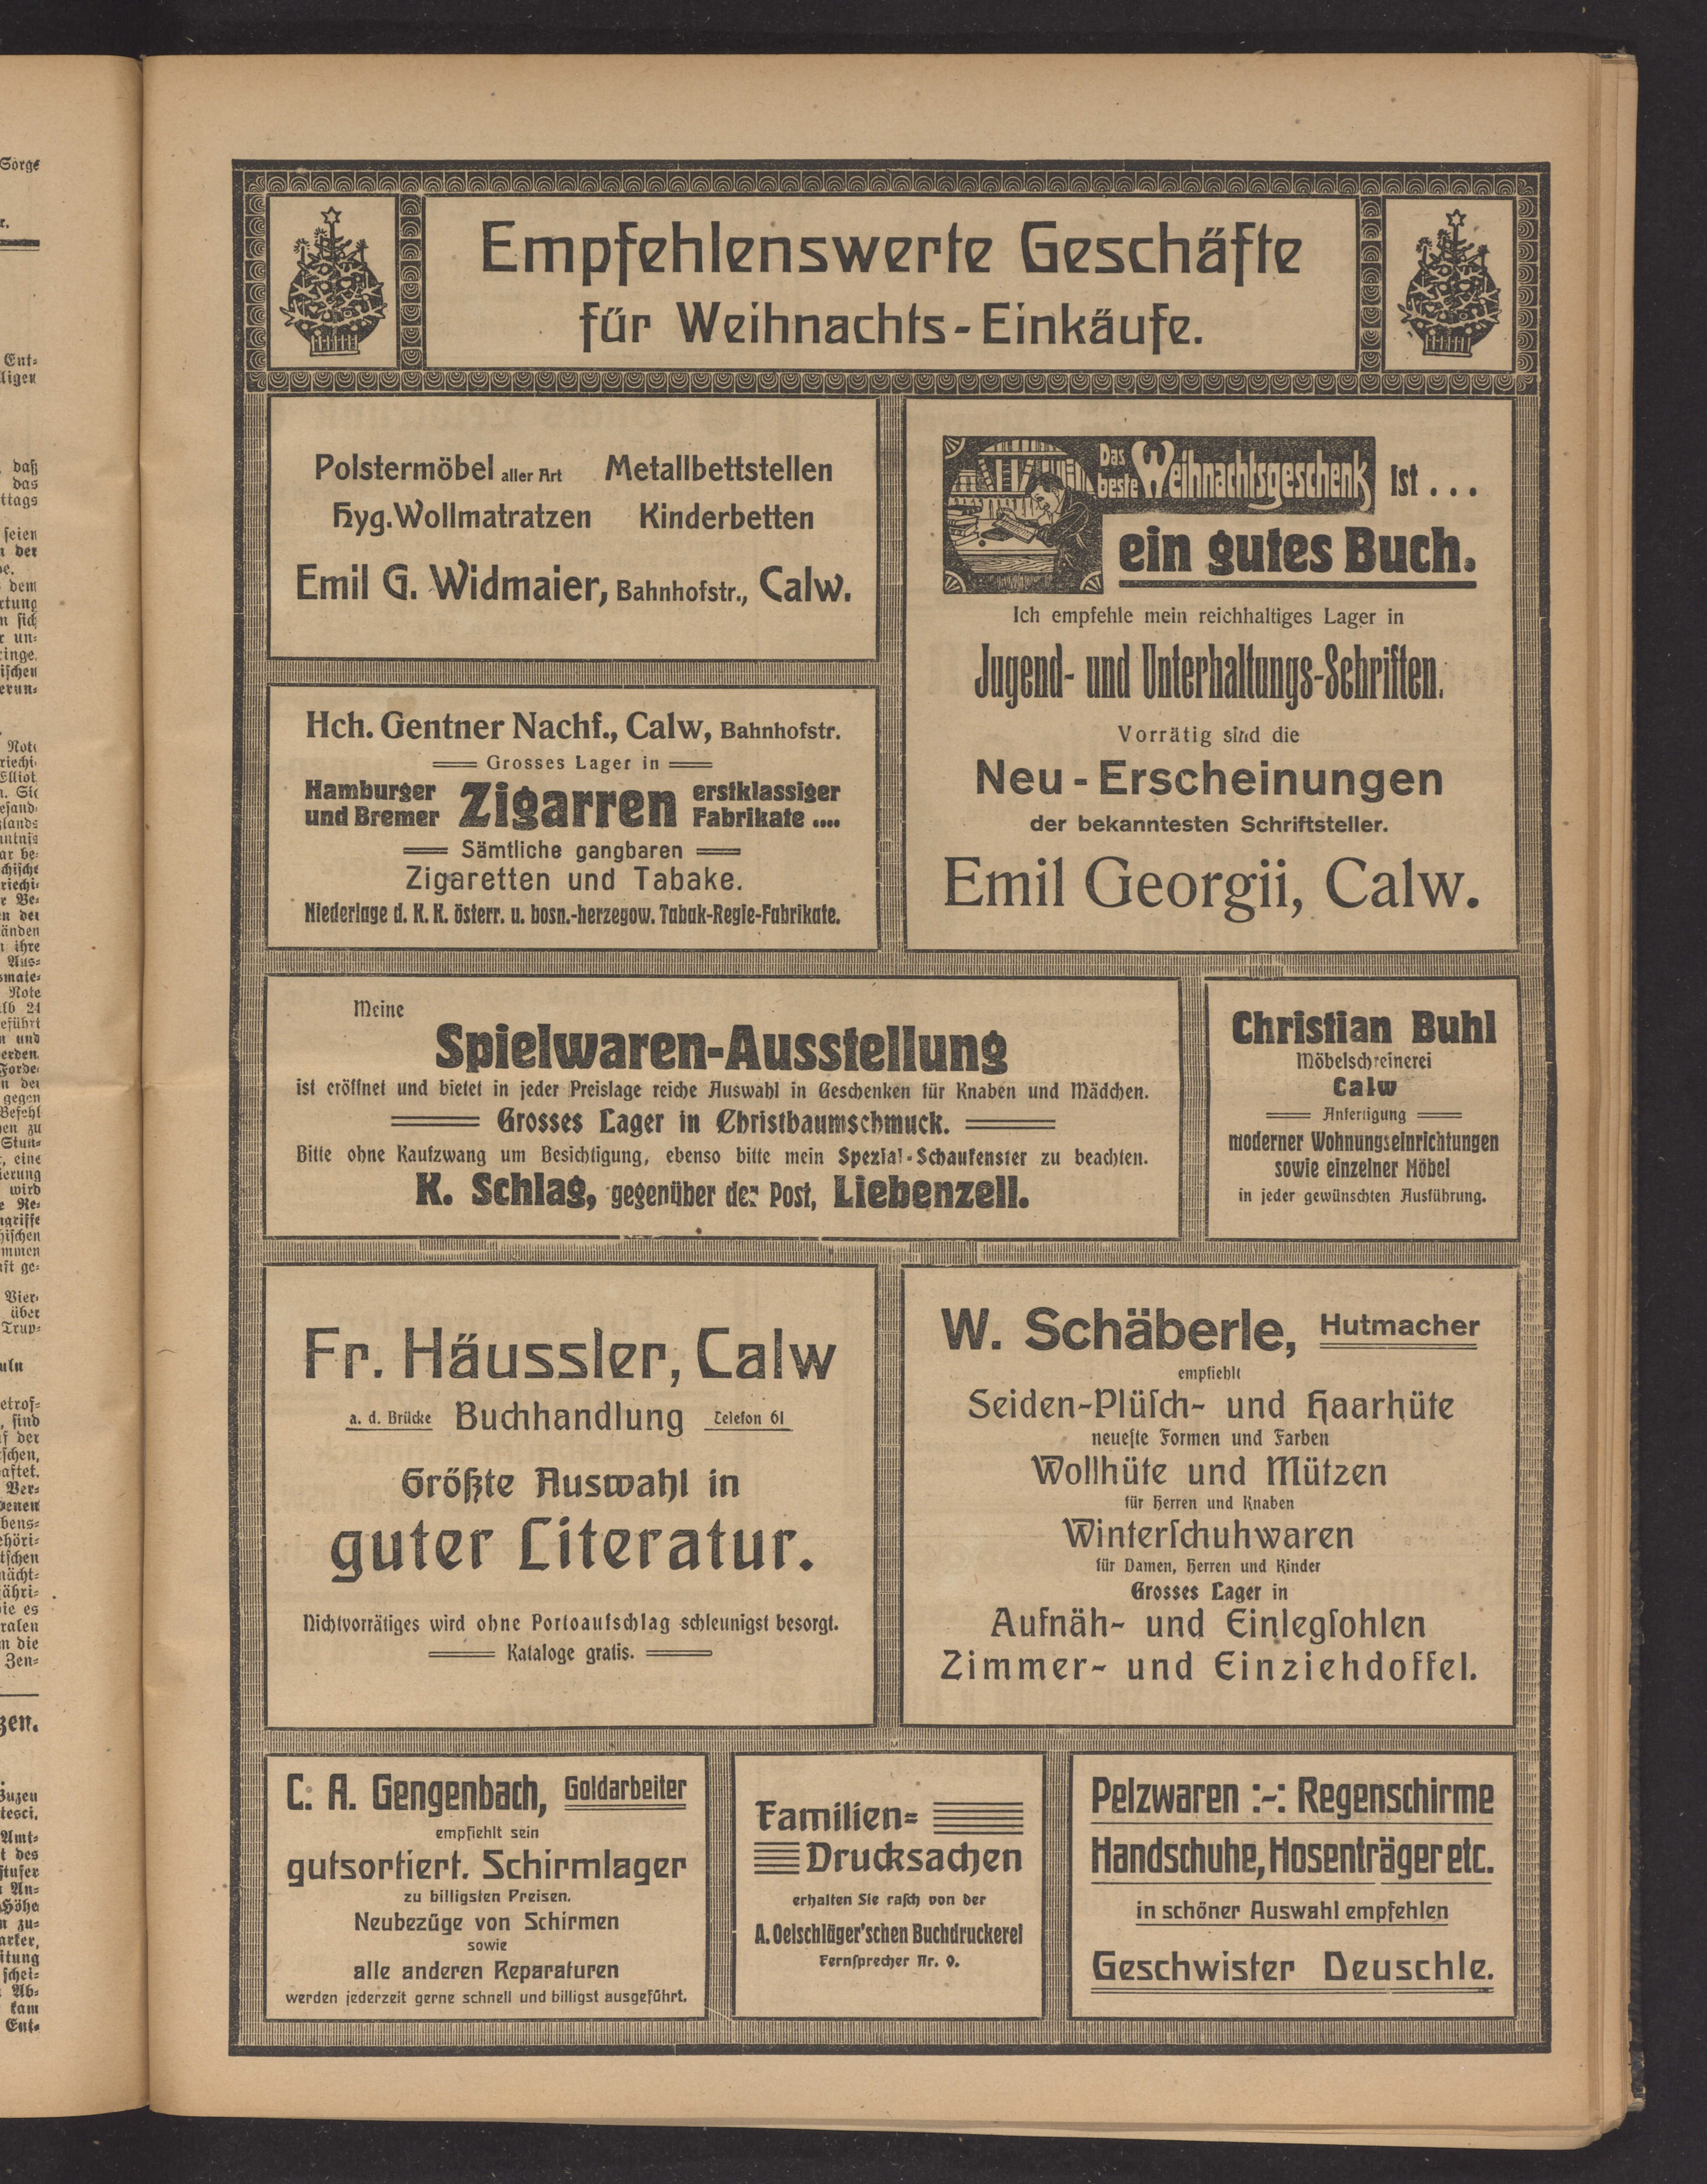 Empfehlenswerte Geschäfte
für Weihnachts-Einkäufe.
Polstermöbel aller Art Metallbettstellen
Hyg. Wollmatratzen Kinderbetten
Emil G. Widmaier, Bahnhofstr., Calw.
Hch. Gentner Nachf., Calw, Bahnhofstr.
Grosses Lager in
Hamburger und Bremer Zigarren erstklassiger Fabrikate ....
Sämtliche gangbaren
Zigaretten und Tabake.
Niederlage d. K. K. österr. u. bosn.-herzegow. Tabak-Regie-Fabrikate.
Das beste Weihnachtsgeschenk ist . . .
ein gutes Buch.
Ich empfehle mein reichhaltiges Lager in
Jugend- und Unterhaltungs-Schriften.
Vorrätig sind die
Neu-Erscheinungen
der bekanntesten Schriftsteller.
Emil Georgii, Calw.
Meine
Spielwaren-Ausstellung
ist eröffnet und bietet in jeder Preislage reiche Auswahl in Geschenken für Knaben und Mädchen.
Grosses Lager in Christbaumschmuck.
Bitte ohne Kaufzwang um Besichtigung, ebenso bitte mein Spezial-Schaufenster zu beachten.
K. Schlag, gegenüber der Post, Liebenzell.
Christian Buhl
Möbelschreinerei
Calw
Anfertigung
moderner Wohnungseinrichtungen
sowie einzelner Möbel
in jeder gewünschten Ausführung.
Fr. Häussler, Calw
a. d. Brücke Buchhandlung Telefon 61
Größte Auswahl in
guter Literatur.
Nichtvorrätiges wird ohne Portoaufschlag schleunigst besorgt.
Kataloge gratis.
W. Schäberle, Hutmacher
empfiehlt
Seiden-Plüſch- und Haarhüte
neueſte Formen und Farben
Wollhüte und Mützen
für Herren und Knaben
Winterſchuhwaren
für Damen, Herren und Kinder
Grosses Lager in
Aufnäh- und Einlegſohlen
Zimmer- und Einziehdoffel.
C. A. Gengenbach, Goldarbeiter
empfiehlt sein
gutsortiert. Schirmlager
zu billigsten Preisen.
Neubezüge von Schirmen
sowie
alle anderen Reparaturen
werden jederzeit gerne schnell und billigst ausgeführt.
Familien-
Drucksachen
erhalten Sie raſch von der
A. Oelschläger'schen Buchdruckerei
Fernſprecher Nr. 9.
Pelzwaren :-: Regenschirme
Handschuhe, Hosenträger etc.
in schöner Auswahl empfehlen
Geschwister Deuschle.